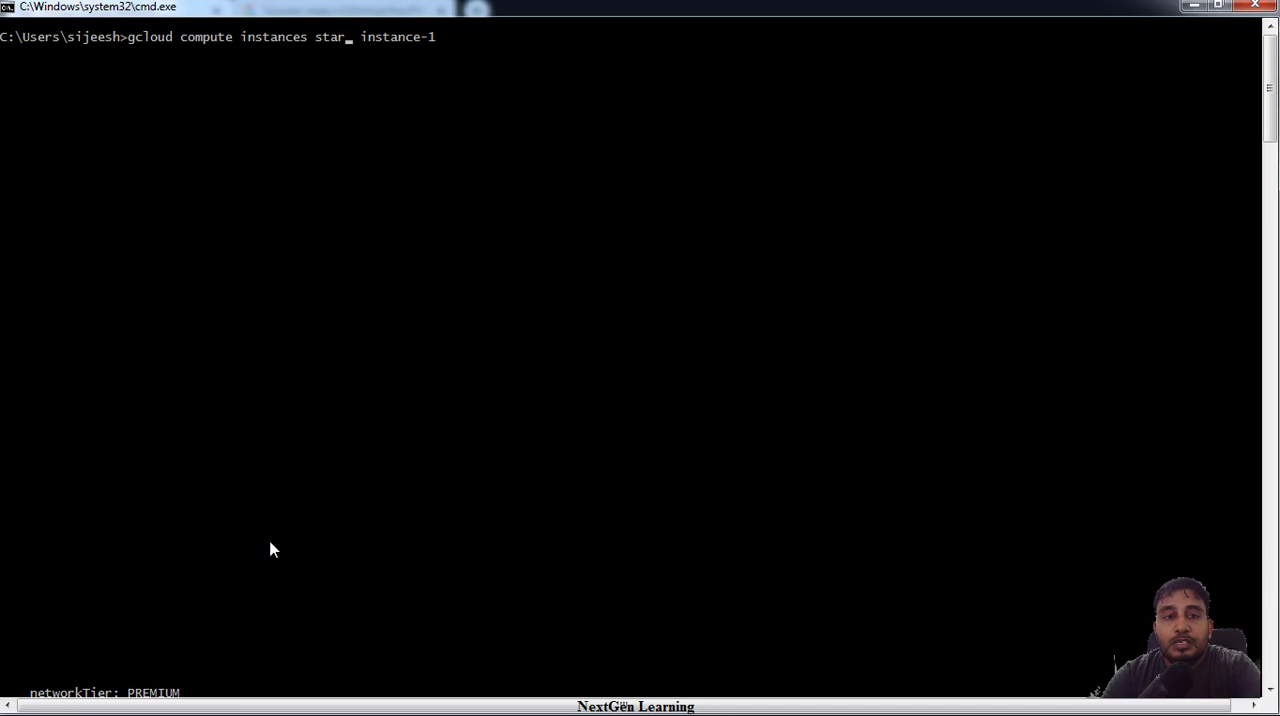 C:\Windows\system32\cmd.exe
C:\Users\sijeesh>gcloud compute instances star_ instance-1
networkTier: PREMIUM
NextGen Learning